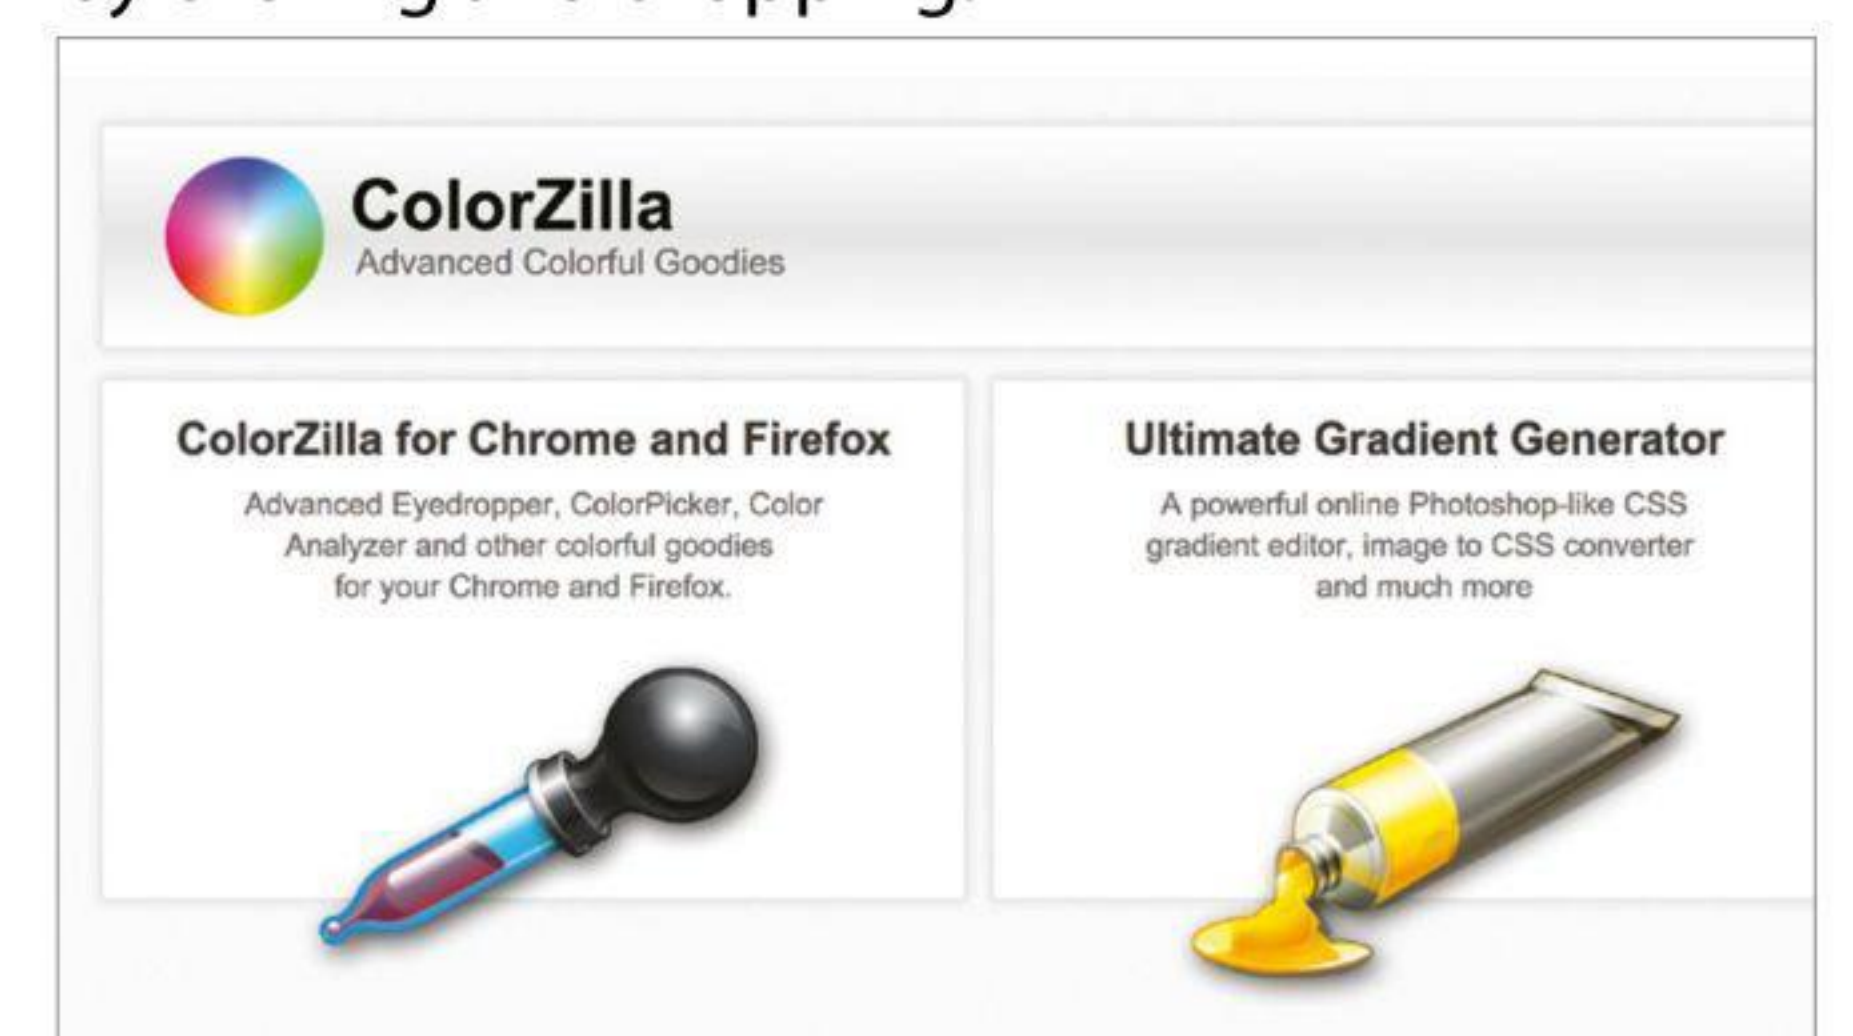 ColorZilla
Advanced Colorful Goodies
ColorZilla for Chrome and Firefox
Advanced Eyedropper, ColorPicker, Color
Analyzer and other colorful goodies
for your Chrome and Firefox.
Ultimate Gradient Generator
A powerful online Photoshop-like CSS
gradient editor, image to CSS converter
and much more